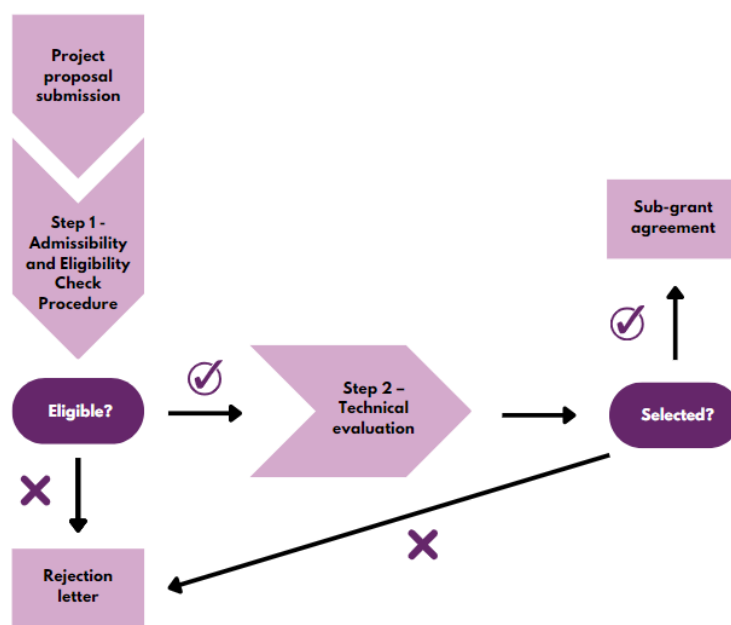 Project
proposal
submission
Step 1 -
Admissibility
and Eligibility
Check
Procedure
Eligible?
Step 2 –
Technical
evaluation
Selected?
Sub-grant
agreement
Rejection
letter